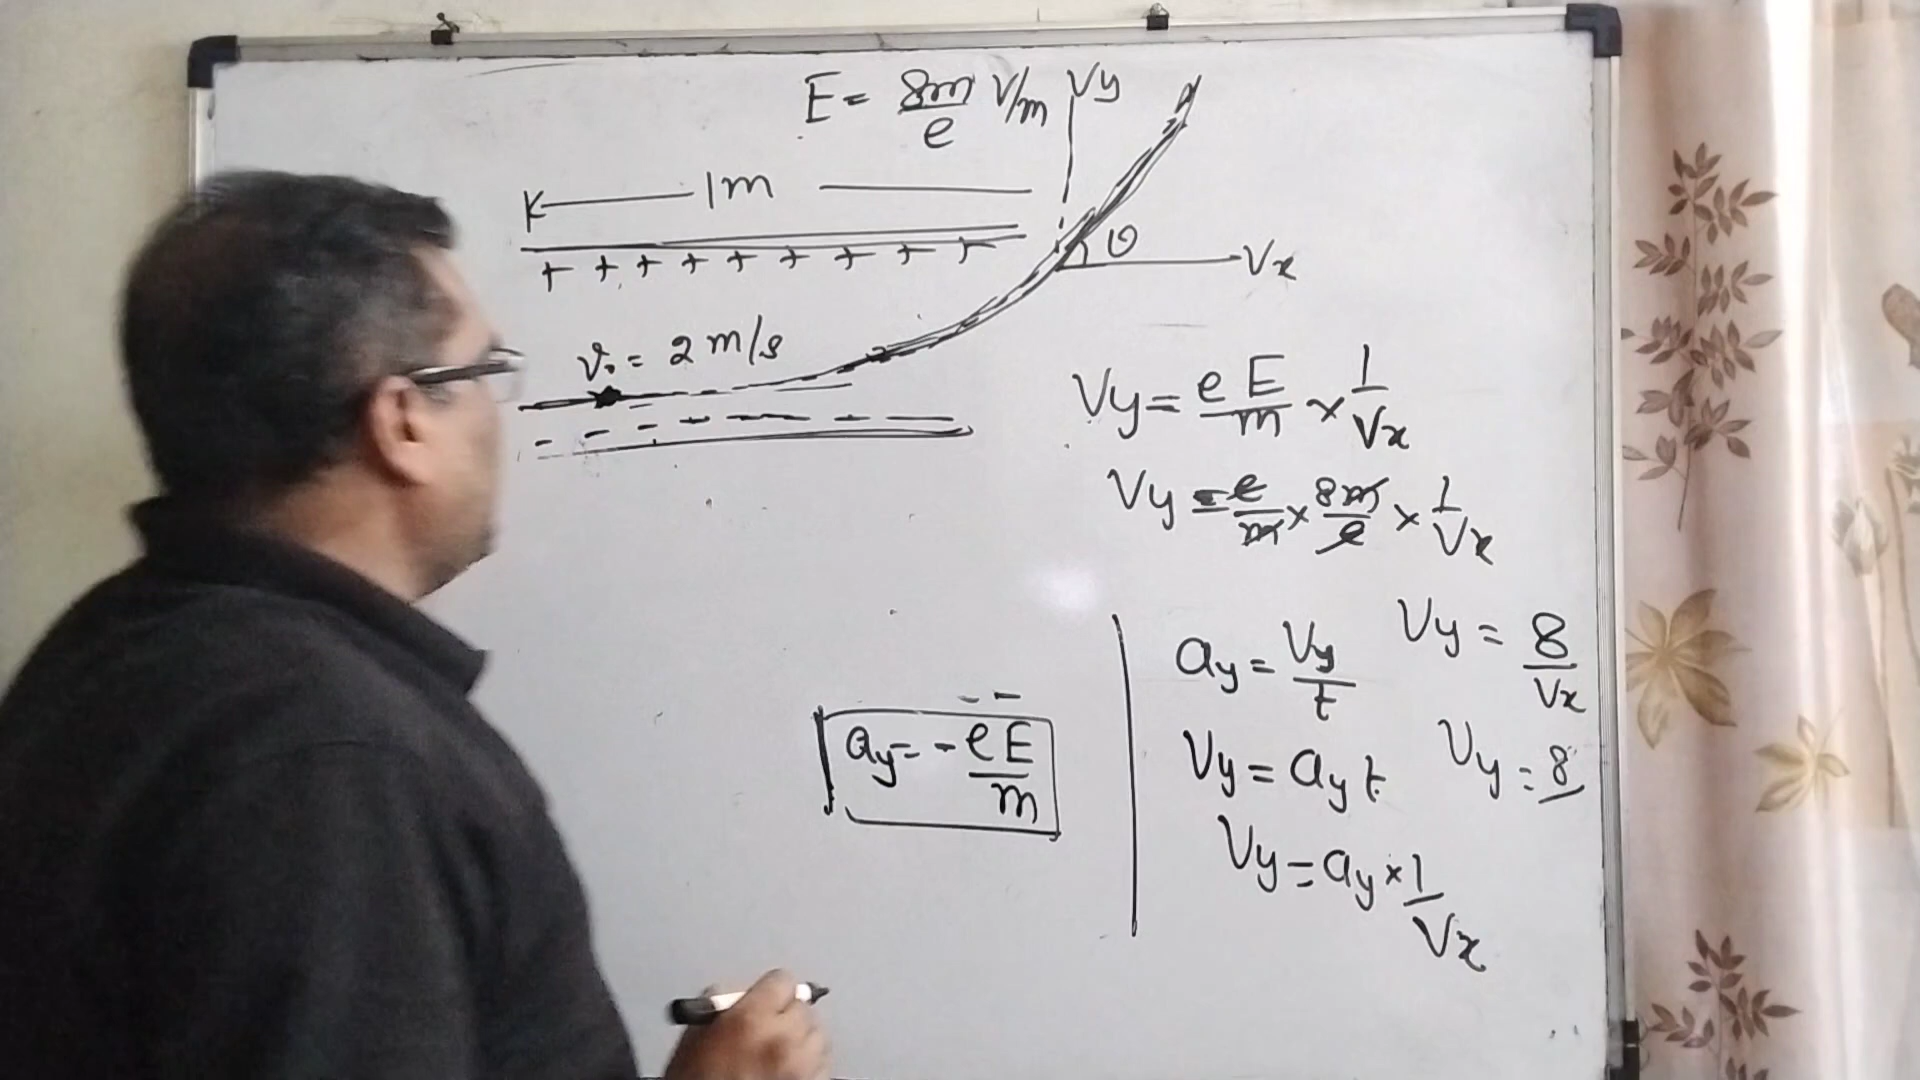 E = 8m/e V/m
Vy
K 1m
+ + + + + + + + +
θ
Vx
v₀ = 2 m/s
- - - - - - - -
Vy = eE/m × 1/Vx
Vy = e/m × 8m/e × 1/Vx
ay = Vy/t
Vy = 8/Vx
ay = - eE/m
Vy = ay t
Vy = 8
Vy = ay × 1/Vx